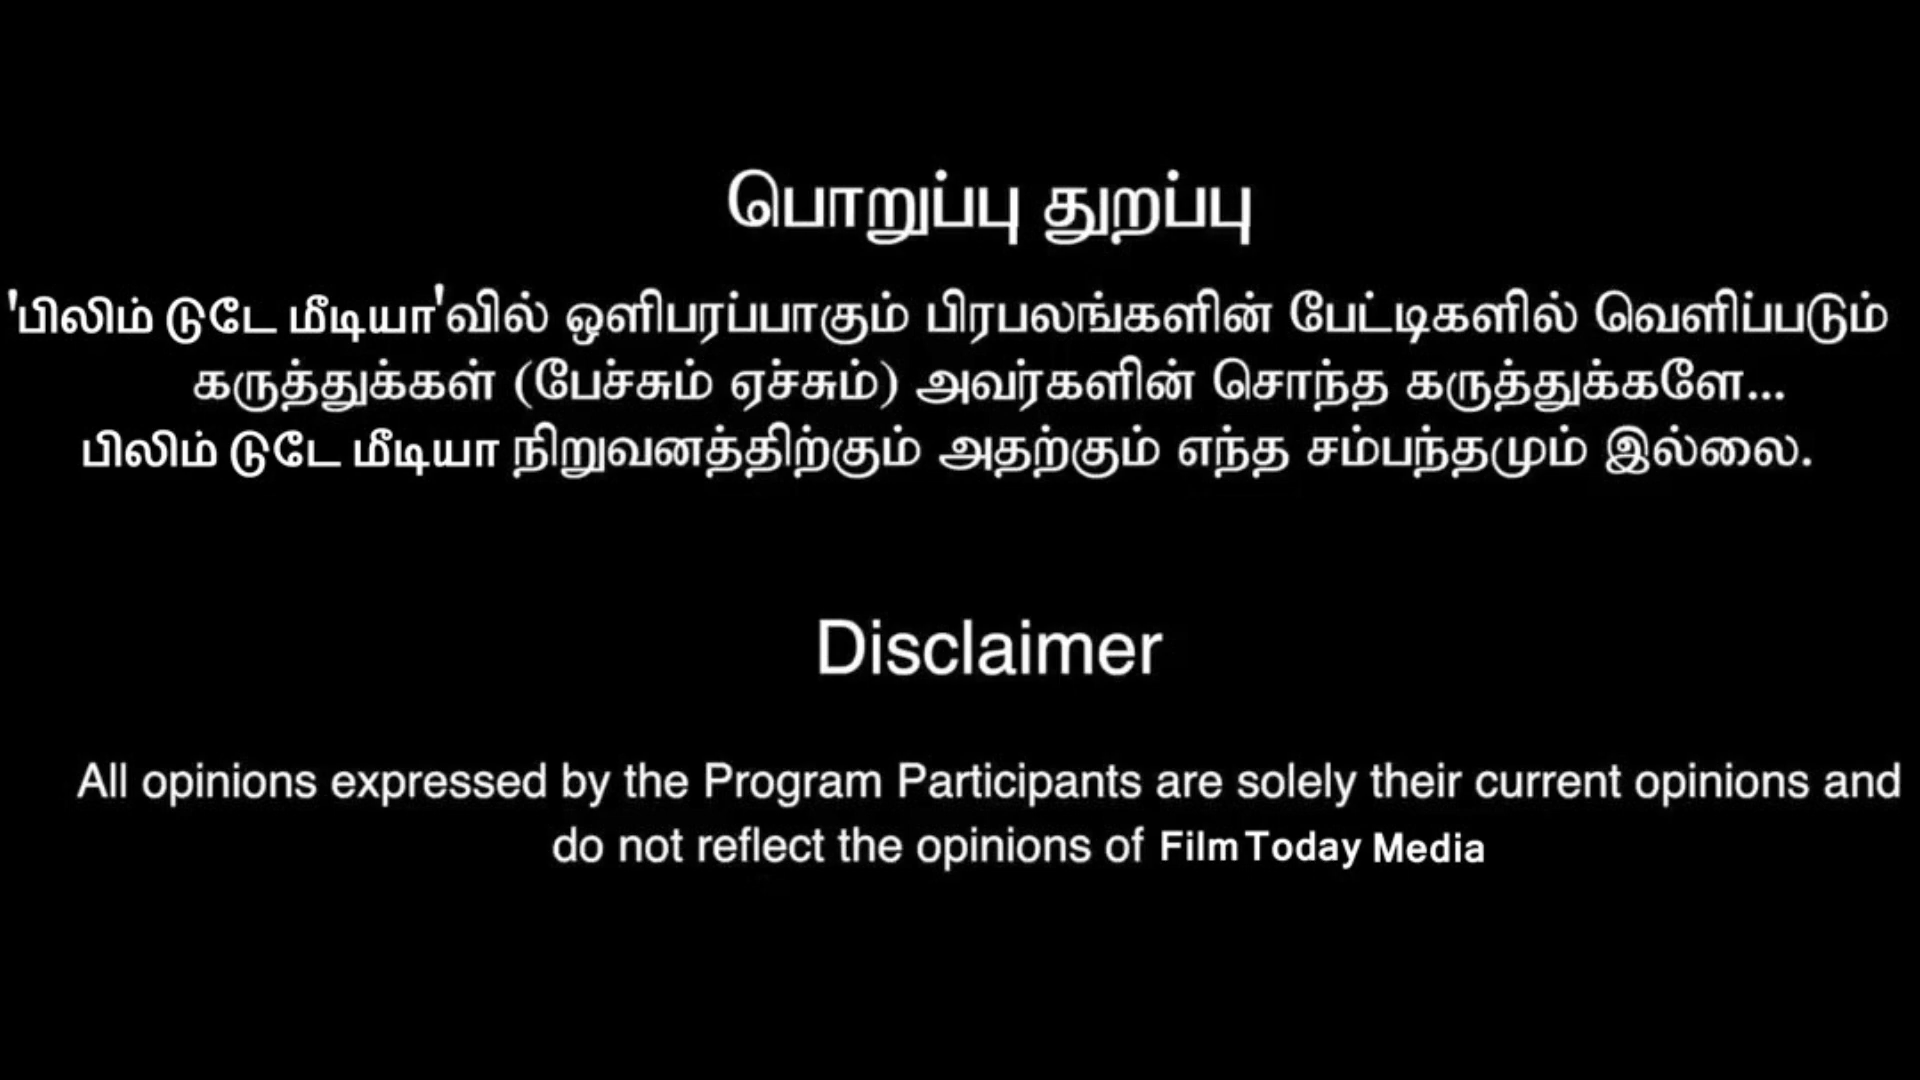 பொறுப்பு துறப்பு
'பிலிம் டுடே மீடியா'வில் ஒளிபரப்பாகும் பிரபலங்களின் பேட்டிகளில் வெளிப்படும்
கருத்துக்கள் (பேச்சும் ஏச்சும்) அவர்களின் சொந்த கருத்துக்களே...
பிலிம் டுடே மீடியா நிறுவனத்திற்கும் அதற்கும் எந்த சம்பந்தமும் இல்லை.
Disclaimer
All opinions expressed by the Program Participants are solely their current opinions and
do not reflect the opinions of Film Today Media